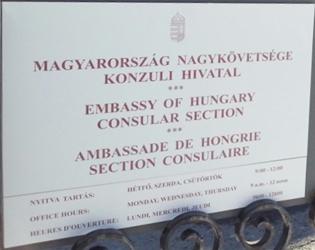 MAGYARORSZÁG NAGYKÖVETSÉGE
KONZULI HIVATAL
***
EMBASSY OF HUNGARY
CONSULAR SECTION
***
AMBASSADE DE HONGRIE
SECTION CONSULAIRE
NYITVA TARTÁS: HÉTFŐ, SZERDA, CSÜTÖRTÖK 9:00 - 12:00
OFFICE HOURS: MONDAY, WEDNESDAY, THURSDAY 9 a.m. - 12 noon
HEURES D'OUVERTURE: LUNDI, MERCREDI, JEUDI